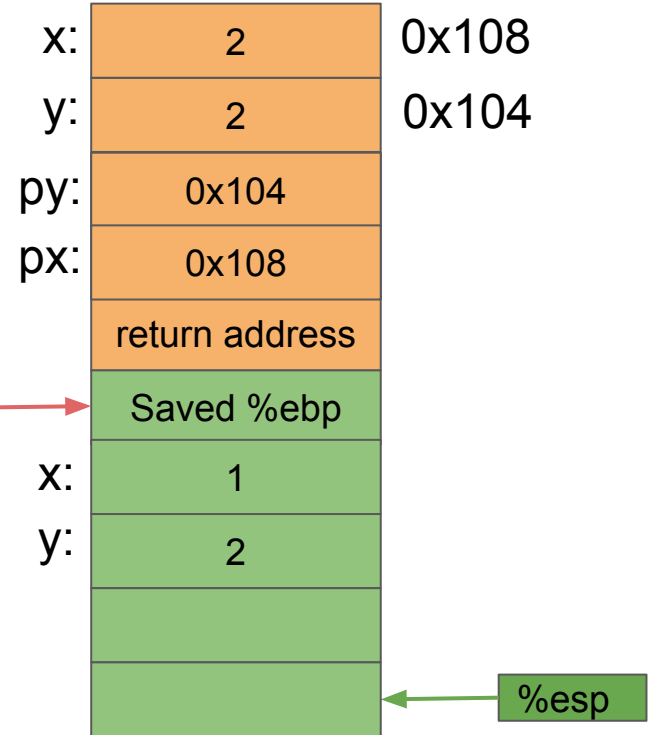 x: 2 0x108
y: 2 0x104
py: 0x104
px: 0x108
return address
Saved %ebp
x: 1
y: 2
%esp